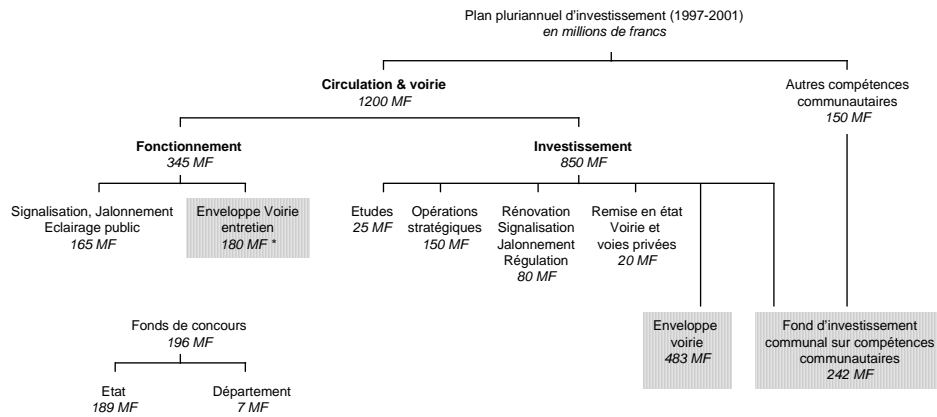 Plan pluriannuel d'investissement (1997-2001)
en millions de francs
Circulation & voirie
1200 MF
Autres compétences
communautaires
150 MF
Fonctionnement
345 MF
Investissement
850 MF
Signalisation, Jalonnement
Eclairage public
165 MF
Enveloppe Voirie
entretien
180 MF *
Etudes
25 MF
Opérations
stratégiques
150 MF
Rénovation
Signalisation
Jalonnement
Régulation
80 MF
Remise en état
Voirie et
voies privées
20 MF
Enveloppe
voirie
483 MF
Fond d'investissement
communal sur compétences
communautaires
242 MF
Fonds de concours
196 MF
Etat
189 MF
Département
7 MF